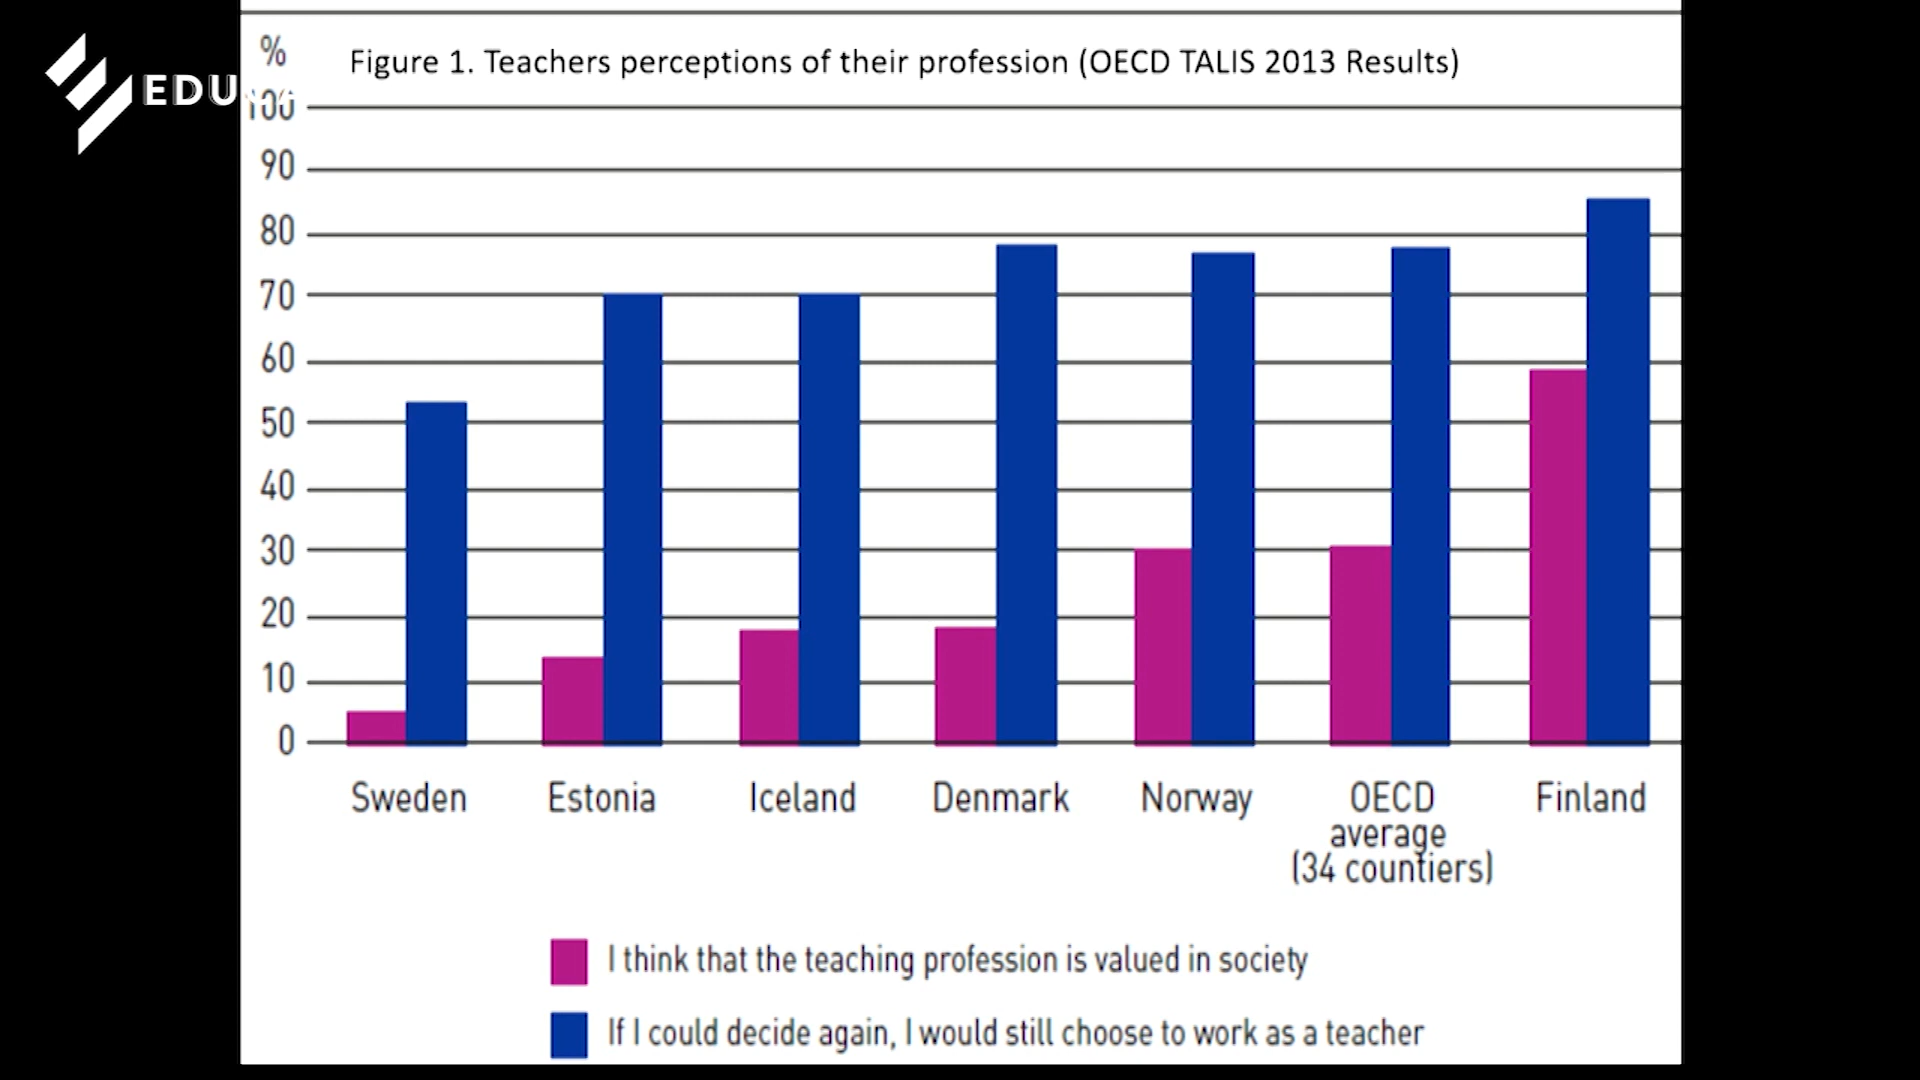 %
Figure 1. Teachers perceptions of their profession (OECD TALIS 2013 Results)
EDU
100
90
80
70
60
50
40
30
20
10
0
Sweden Estonia Iceland Denmark Norway OECD average (34 countiers) Finland
I think that the teaching profession is valued in society
If I could decide again, I would still choose to work as a teacher